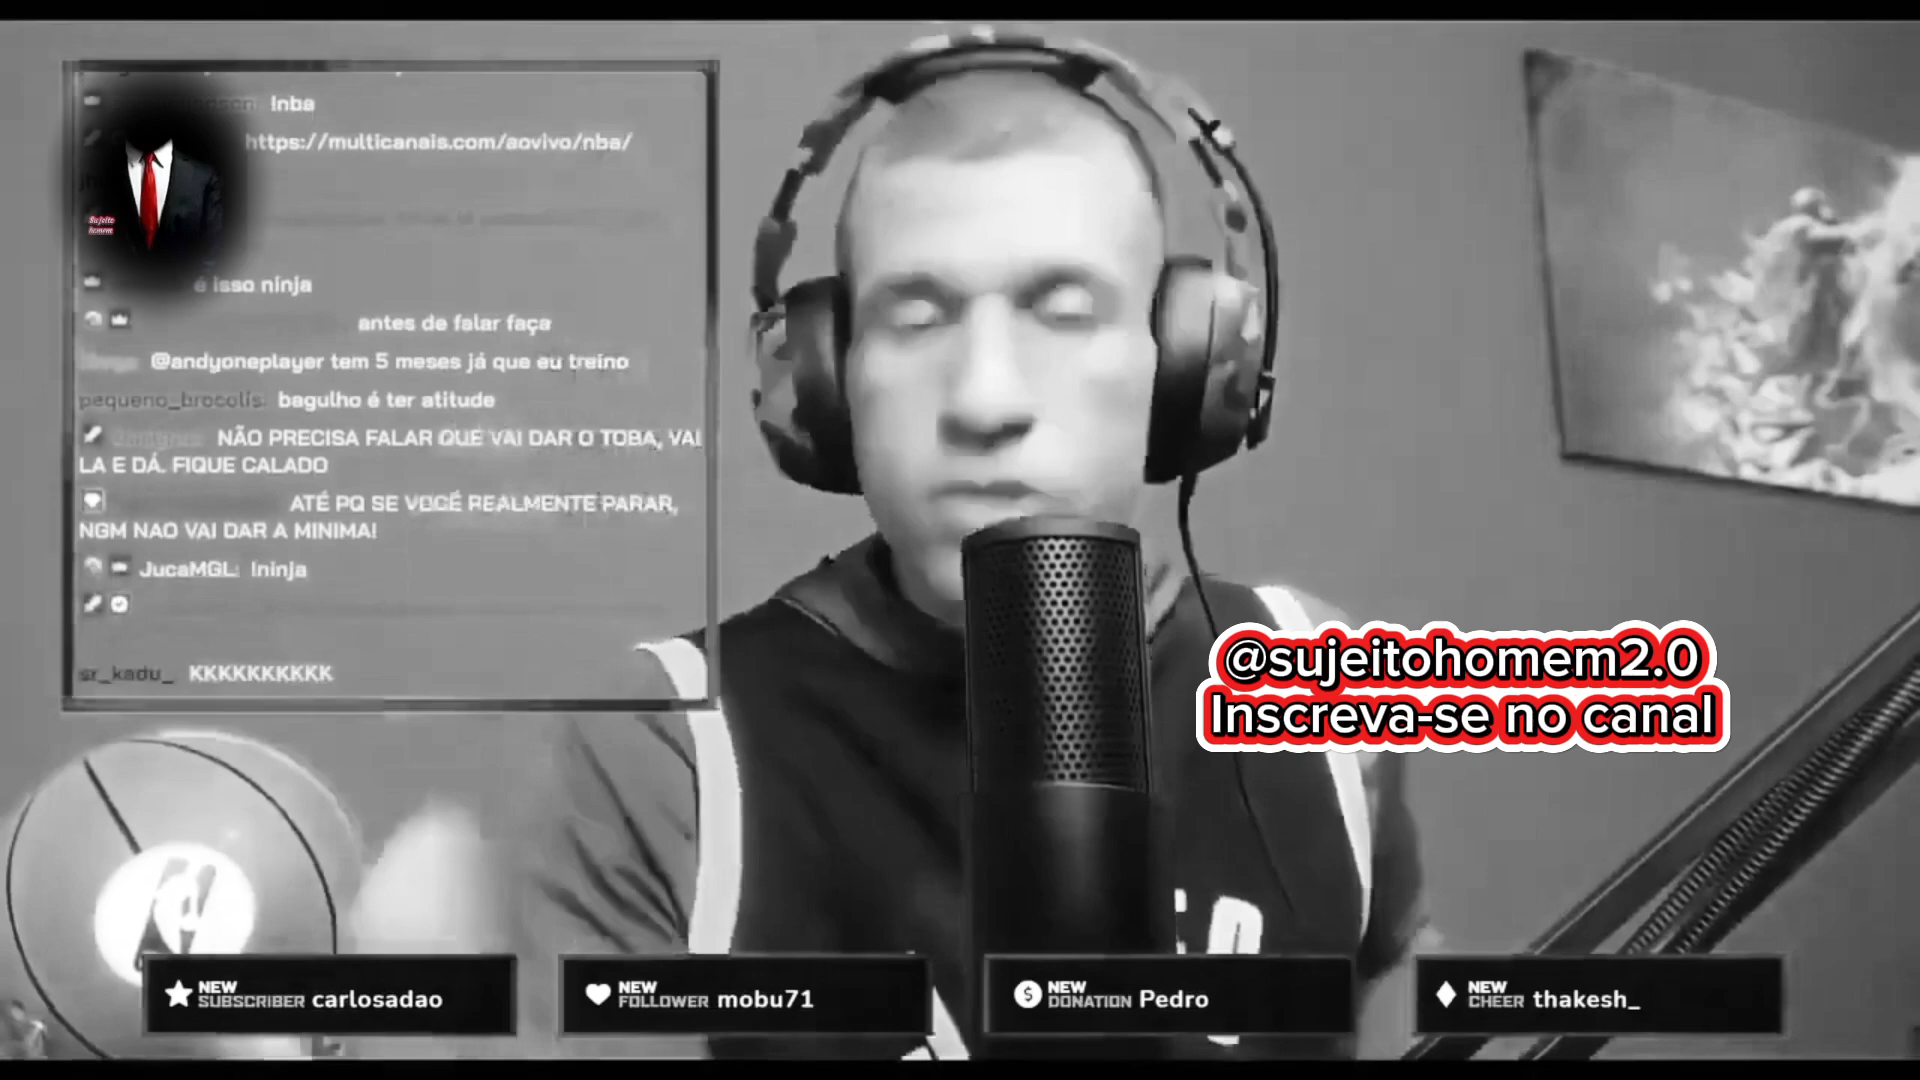 !nba
https://multicanais.com/aovivo/nba/
Sujeito
homem
é isso ninja
antes de falar faça
@andyoneplayer tem 5 meses já que eu treino
pequeno_brocolis: bagulho é ter atitude
NÃO PRECISA FALAR QUE VAI DAR O TOBA, VAI
LA E DÁ. FIQUE CALADO
ATÉ PQ SE VOCÊ REALMENTE PARAR,
NGM NAO VAI DAR A MINIMA!
JucaMGL: !ninja
sr_kadu_ KKKKKKKKKK
@sujeitohomem2.0
Inscreva-se no canal
NEW
SUBSCRIBER carlosadao
NEW
FOLLOWER mobu71
NEW
DONATION Pedro
NEW
CHEER thakesh_